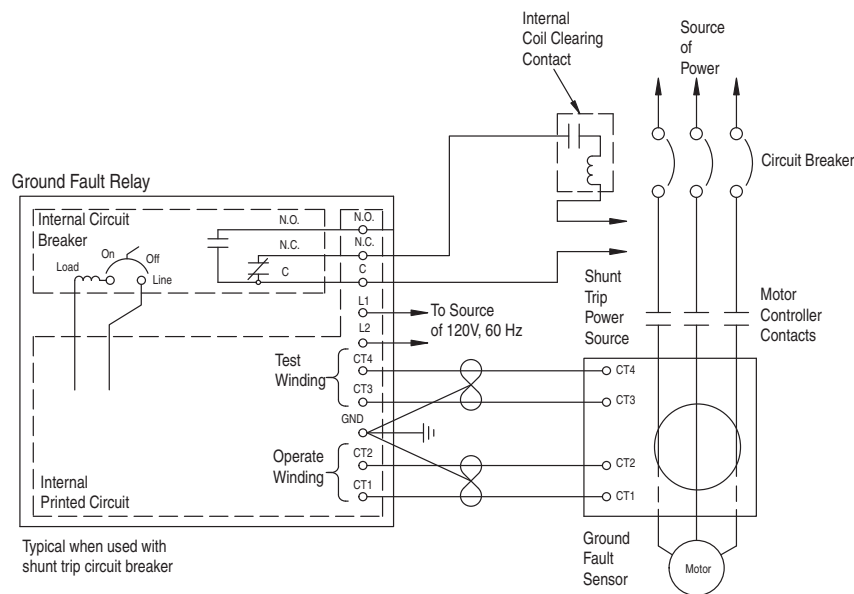 Internal
Coil Clearing
Contact
Source
of
Power
Circuit Breaker
Ground Fault Relay
Internal Circuit
Breaker
N.O.
N.O.
N.C.
N.C.
C
C
On
Off
Load
Line
L1
L2
To Source
of 120V, 60 Hz
Shunt
Trip
Power
Source
Motor
Controller
Contacts
Test
Winding
CT4
CT3
CT4
CT3
GND
Operate
Winding
CT2
CT1
CT2
CT1
Internal
Printed Circuit
Typical when used with
shunt trip circuit breaker
Ground
Fault
Sensor
Motor